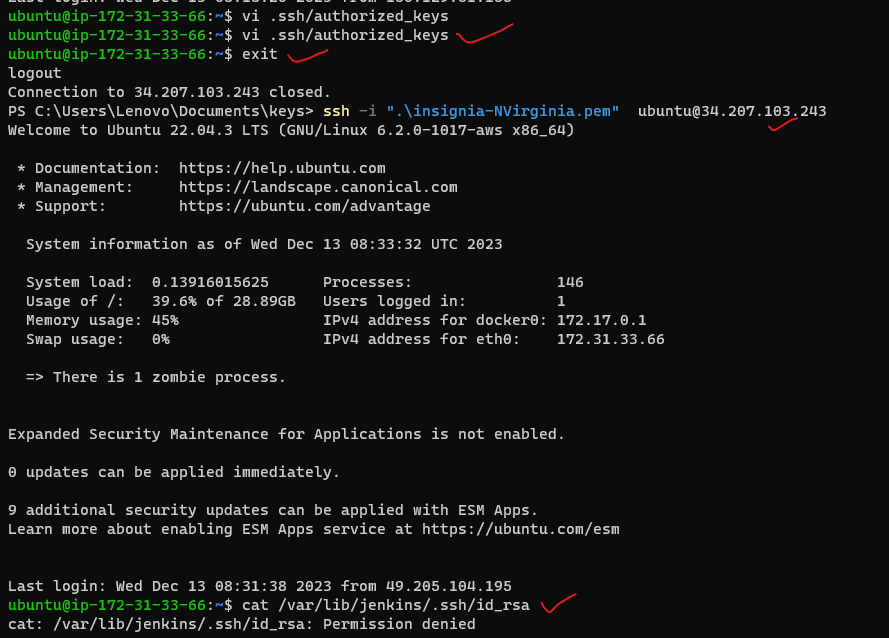 ubuntu@ip-172-31-33-66:~$ vi .ssh/authorized_keys
ubuntu@ip-172-31-33-66:~$ vi .ssh/authorized_keys
ubuntu@ip-172-31-33-66:~$ exit
logout
Connection to 34.207.103.243 closed.
PS C:\Users\Lenovo\Documents\keys> ssh -i ".\insignia-NVirginia.pem"  ubuntu@34.207.103.243
Welcome to Ubuntu 22.04.3 LTS (GNU/Linux 6.2.0-1017-aws x86_64)
* Documentation:  https://help.ubuntu.com
* Management:     https://landscape.canonical.com
* Support:        https://ubuntu.com/advantage
System information as of Wed Dec 13 08:33:32 UTC 2023
System load:  0.13916015625      Processes:                146
Usage of /:   39.6% of 28.89GB   Users logged in:          1
Memory usage: 45%                IPv4 address for docker0: 172.17.0.1
Swap usage:   0%                 IPv4 address for eth0:    172.31.33.66
=> There is 1 zombie process.
Expanded Security Maintenance for Applications is not enabled.
0 updates can be applied immediately.
9 additional security updates can be applied with ESM Apps.
Learn more about enabling ESM Apps service at https://ubuntu.com/esm
Last login: Wed Dec 13 08:31:38 2023 from 49.205.104.195
ubuntu@ip-172-31-33-66:~$ cat /var/lib/jenkins/.ssh/id_rsa
cat: /var/lib/jenkins/.ssh/id_rsa: Permission denied